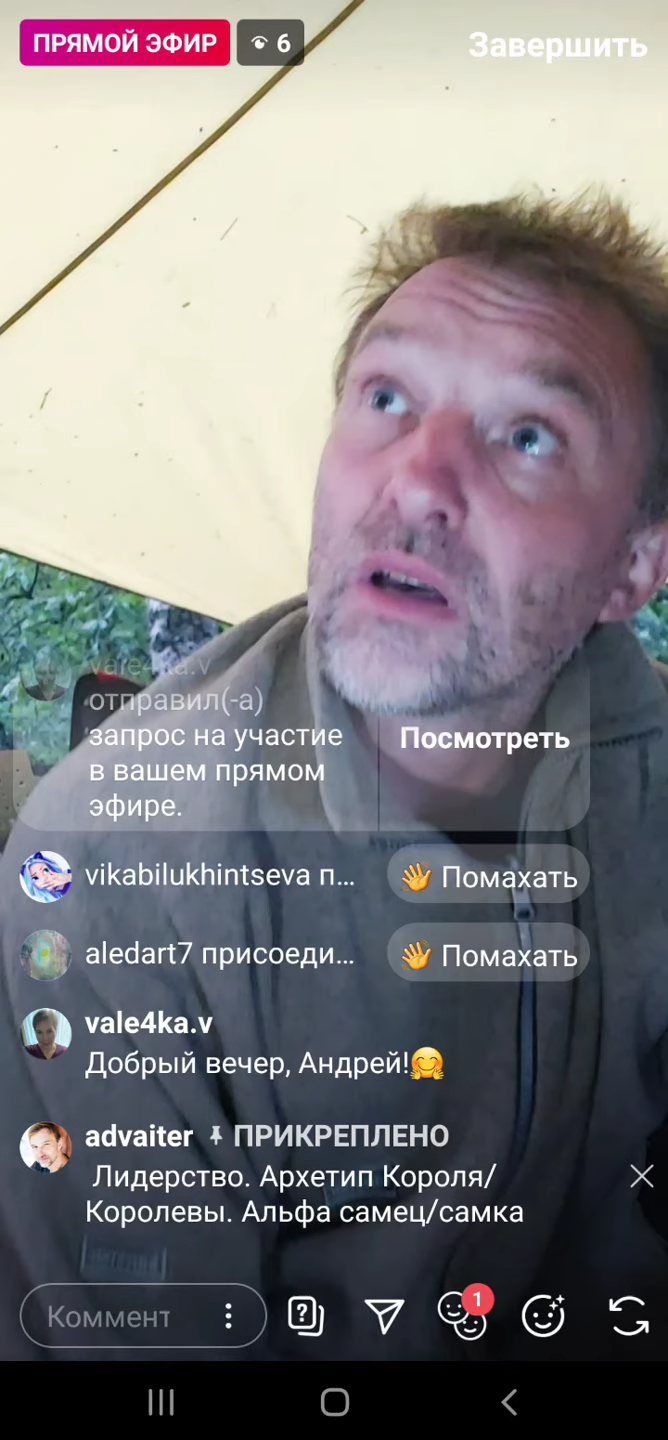 ПРЯМОЙ ЭФИР
6
Завершить
vale4ka.v
отправил(-а)
запрос на участие
в вашем прямом
эфире.
Посмотреть
vikabilukhintseva п...
👋 Помахать
aledart7 присоеди...
👋 Помахать
vale4ka.v
Добрый вечер, Андрей!🤗
advaiter 📌 ПРИКРЕПЛЕНО
Лидерство. Архетип Короля/
Королевы. Альфа самец/самка
Коммент
1